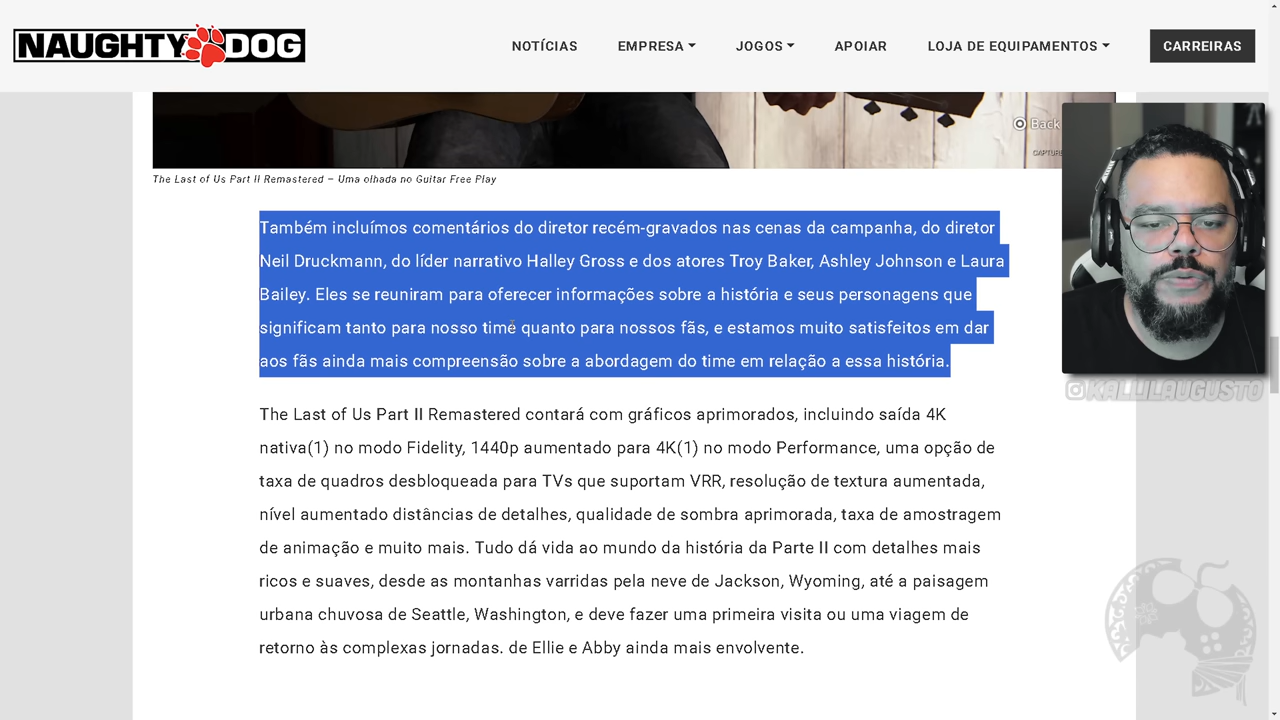 NAUGHTY DOG
NOTÍCIAS EMPRESA JOGOS APOIAR LOJA DE EQUIPAMENTOS CARREIRAS
Back
The Last of Us Part II Remastered – Uma olhada no Guitar Free Play
Também incluímos comentários do diretor recém-gravados nas cenas da campanha, do diretor
Neil Druckmann, do líder narrativo Halley Gross e dos atores Troy Baker, Ashley Johnson e Laura
Bailey. Eles se reuniram para oferecer informações sobre a história e seus personagens que
significam tanto para nosso time quanto para nossos fãs, e estamos muito satisfeitos em dar
aos fãs ainda mais compreensão sobre a abordagem do time em relação a essa história.
@KALLILAUGUSTO
The Last of Us Part II Remastered contará com gráficos aprimorados, incluindo saída 4K
nativa(1) no modo Fidelity, 1440p aumentado para 4K(1) no modo Performance, uma opção de
taxa de quadros desbloqueada para TVs que suportam VRR, resolução de textura aumentada,
nível aumentado distâncias de detalhes, qualidade de sombra aprimorada, taxa de amostragem
de animação e muito mais. Tudo dá vida ao mundo da história da Parte II com detalhes mais
ricos e suaves, desde as montanhas varridas pela neve de Jackson, Wyoming, até a paisagem
urbana chuvosa de Seattle, Washington, e deve fazer uma primeira visita ou uma viagem de
retorno às complexas jornadas. de Ellie e Abby ainda mais envolvente.